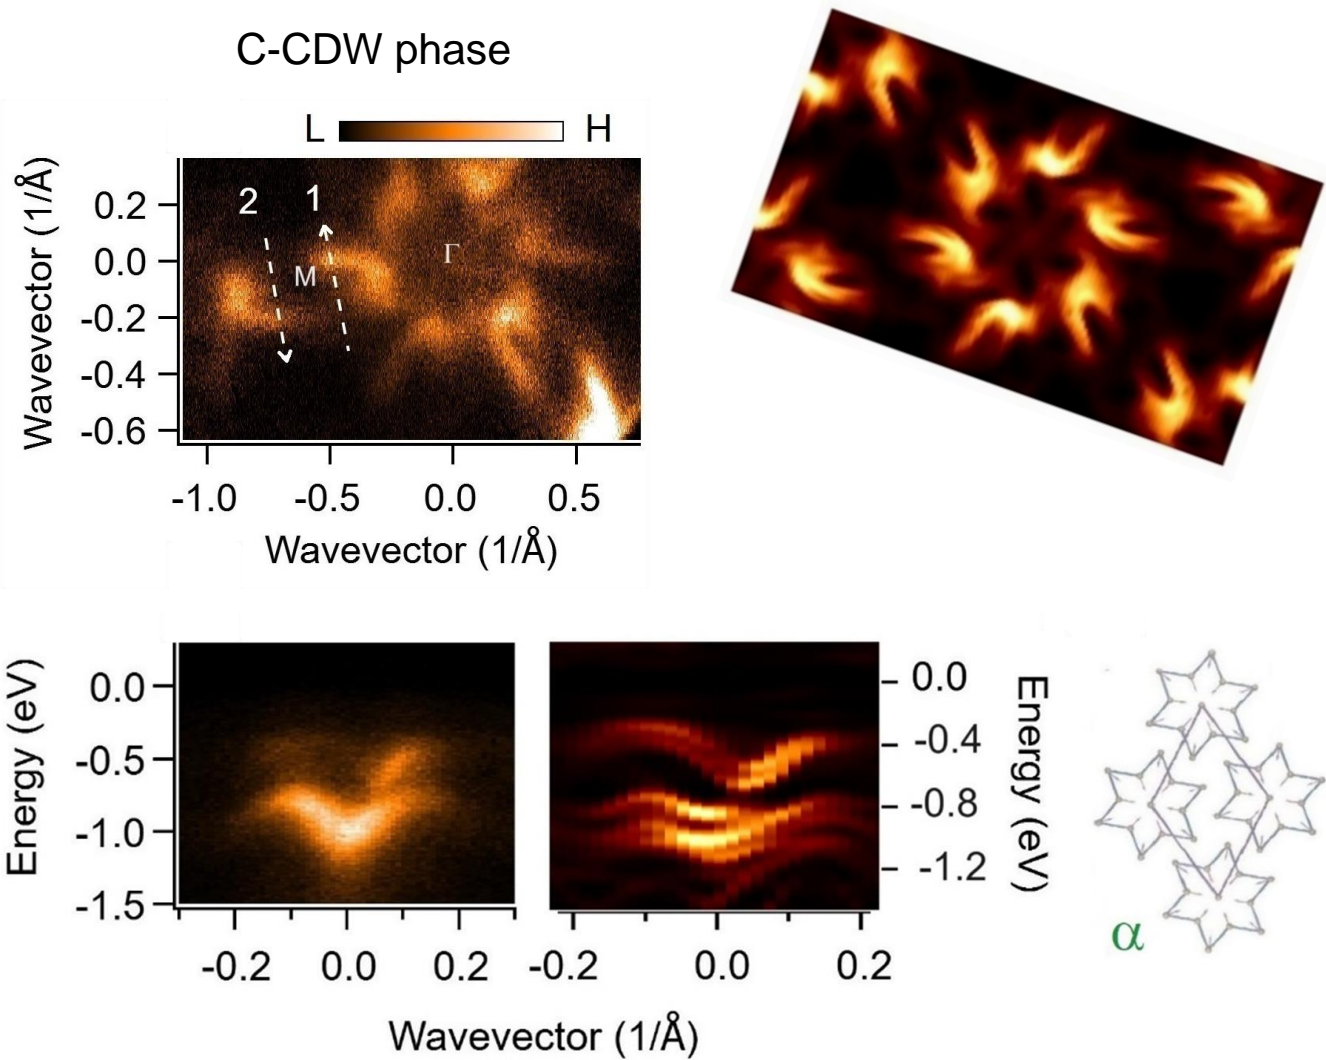 C-CDW phase
L H
Wavevector (1/Å)
0.2
0.0
-0.2
-0.4
-0.6
2 1
M
Γ
-1.0 -0.5 0.0 0.5
Wavevector (1/Å)
Energy (eV)
0.0
-0.5
-1.0
-1.5
-0.2 0.0 0.2
0.0
-0.4
-0.8
-1.2
Energy (eV)
-0.2 0.0 0.2
Wavevector (1/Å)
α